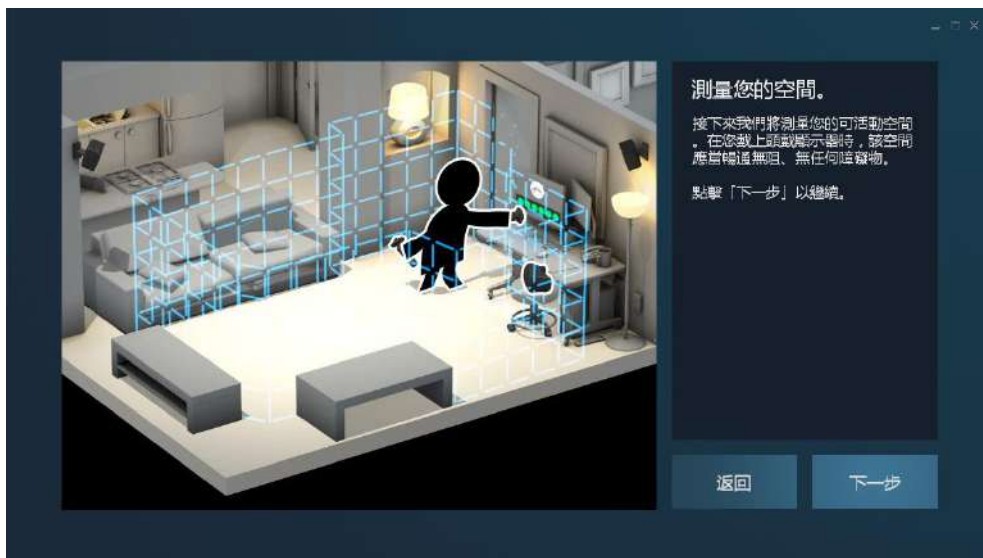 測量您的空間。
接下來我們將測量您的可活動空間
。在您戴上頭戴顯示器時，該空間
應當暢通無阻、無任何障礙物。
點擊「下一步」以繼續。
返回
下一步